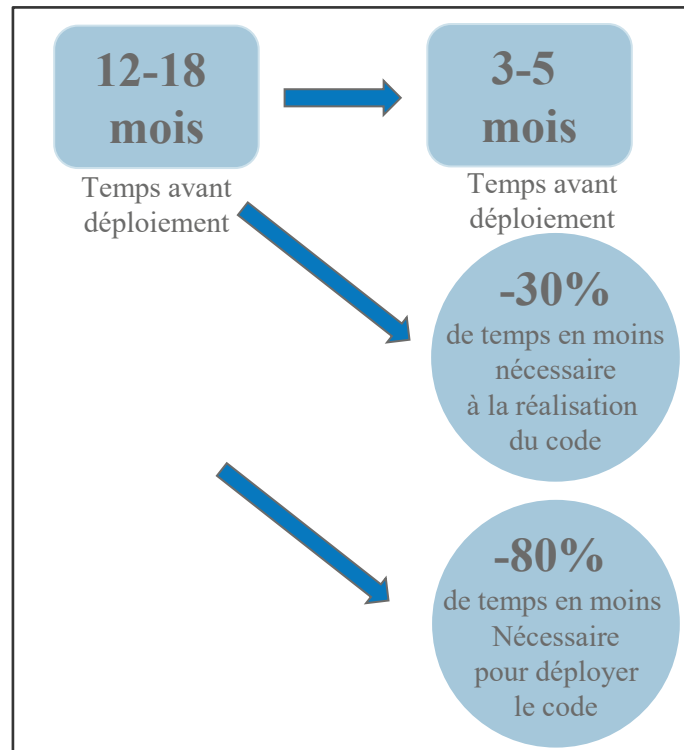 12-18
mois
Temps avant
déploiement
3-5
mois
Temps avant
déploiement
-30%
de temps en moins
nécessaire
à la réalisation
du code
-80%
de temps en moins
Nécessaire
pour déployer
le code